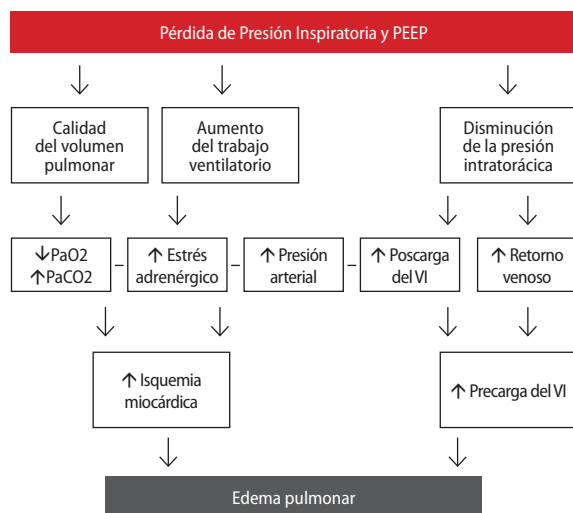 Pérdida de Presión Inspiratoria y PEEP
Calidad
del volumen
pulmonar
Aumento
del trabajo
ventilatorio
Disminución
de la presión
intratorácica
↓PaO2
↑PaCO2
–
↑ Estrés
adrenérgico
–
↑ Presión
arterial
–
↑ Poscarga
del VI
↑ Retorno
venoso
↑ Isquemia
miocárdica
↑ Precarga del VI
Edema pulmonar